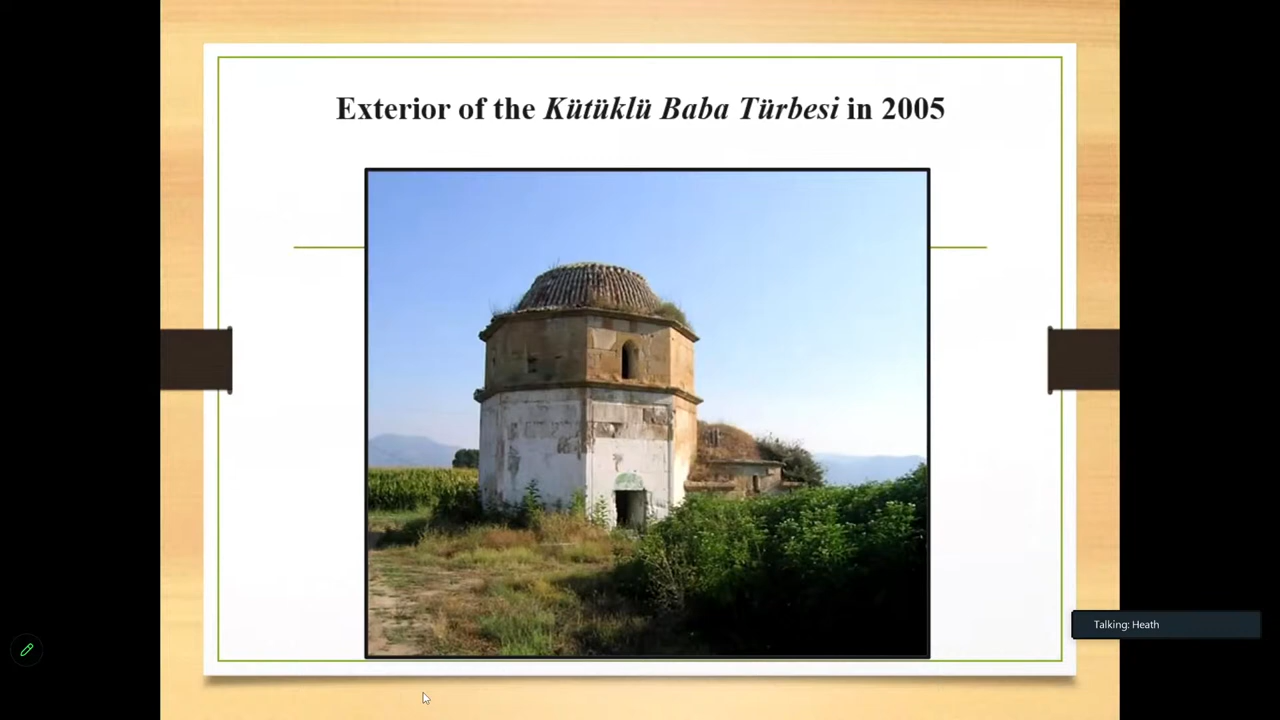 Exterior of the Kütüklü Baba Türbesi in 2005
Talking: Heath